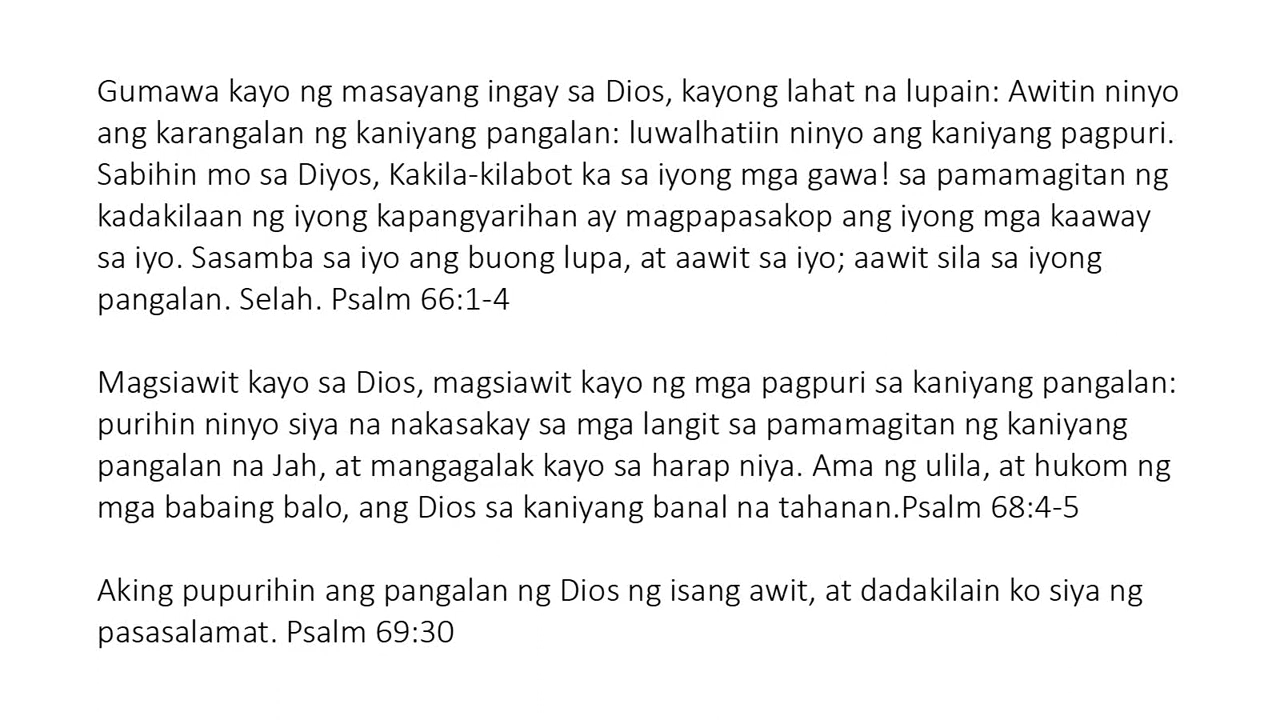 Gumawa kayo ng masayang ingay sa Dios, kayong lahat na lupain: Awitin ninyo
ang karangalan ng kaniyang pangalan: luwalhatiin ninyo ang kaniyang pagpuri.
Sabihin mo sa Diyos, Kakila-kilabot ka sa iyong mga gawa! sa pamamagitan ng
kadakilaan ng iyong kapangyarihan ay magpapasakop ang iyong mga kaaway
sa iyo. Sasamba sa iyo ang buong lupa, at aawit sa iyo; aawit sila sa iyong
pangalan. Selah. Psalm 66:1-4
Magsiawit kayo sa Dios, magsiawit kayo ng mga pagpuri sa kaniyang pangalan:
purihin ninyo siya na nakasakay sa mga langit sa pamamagitan ng kaniyang
pangalan na Jah, at mangagalak kayo sa harap niya. Ama ng ulila, at hukom ng
mga babaing balo, ang Dios sa kaniyang banal na tahanan.Psalm 68:4-5
Aking pupurihin ang pangalan ng Dios ng isang awit, at dadakilain ko siya ng
pasasalamat. Psalm 69:30